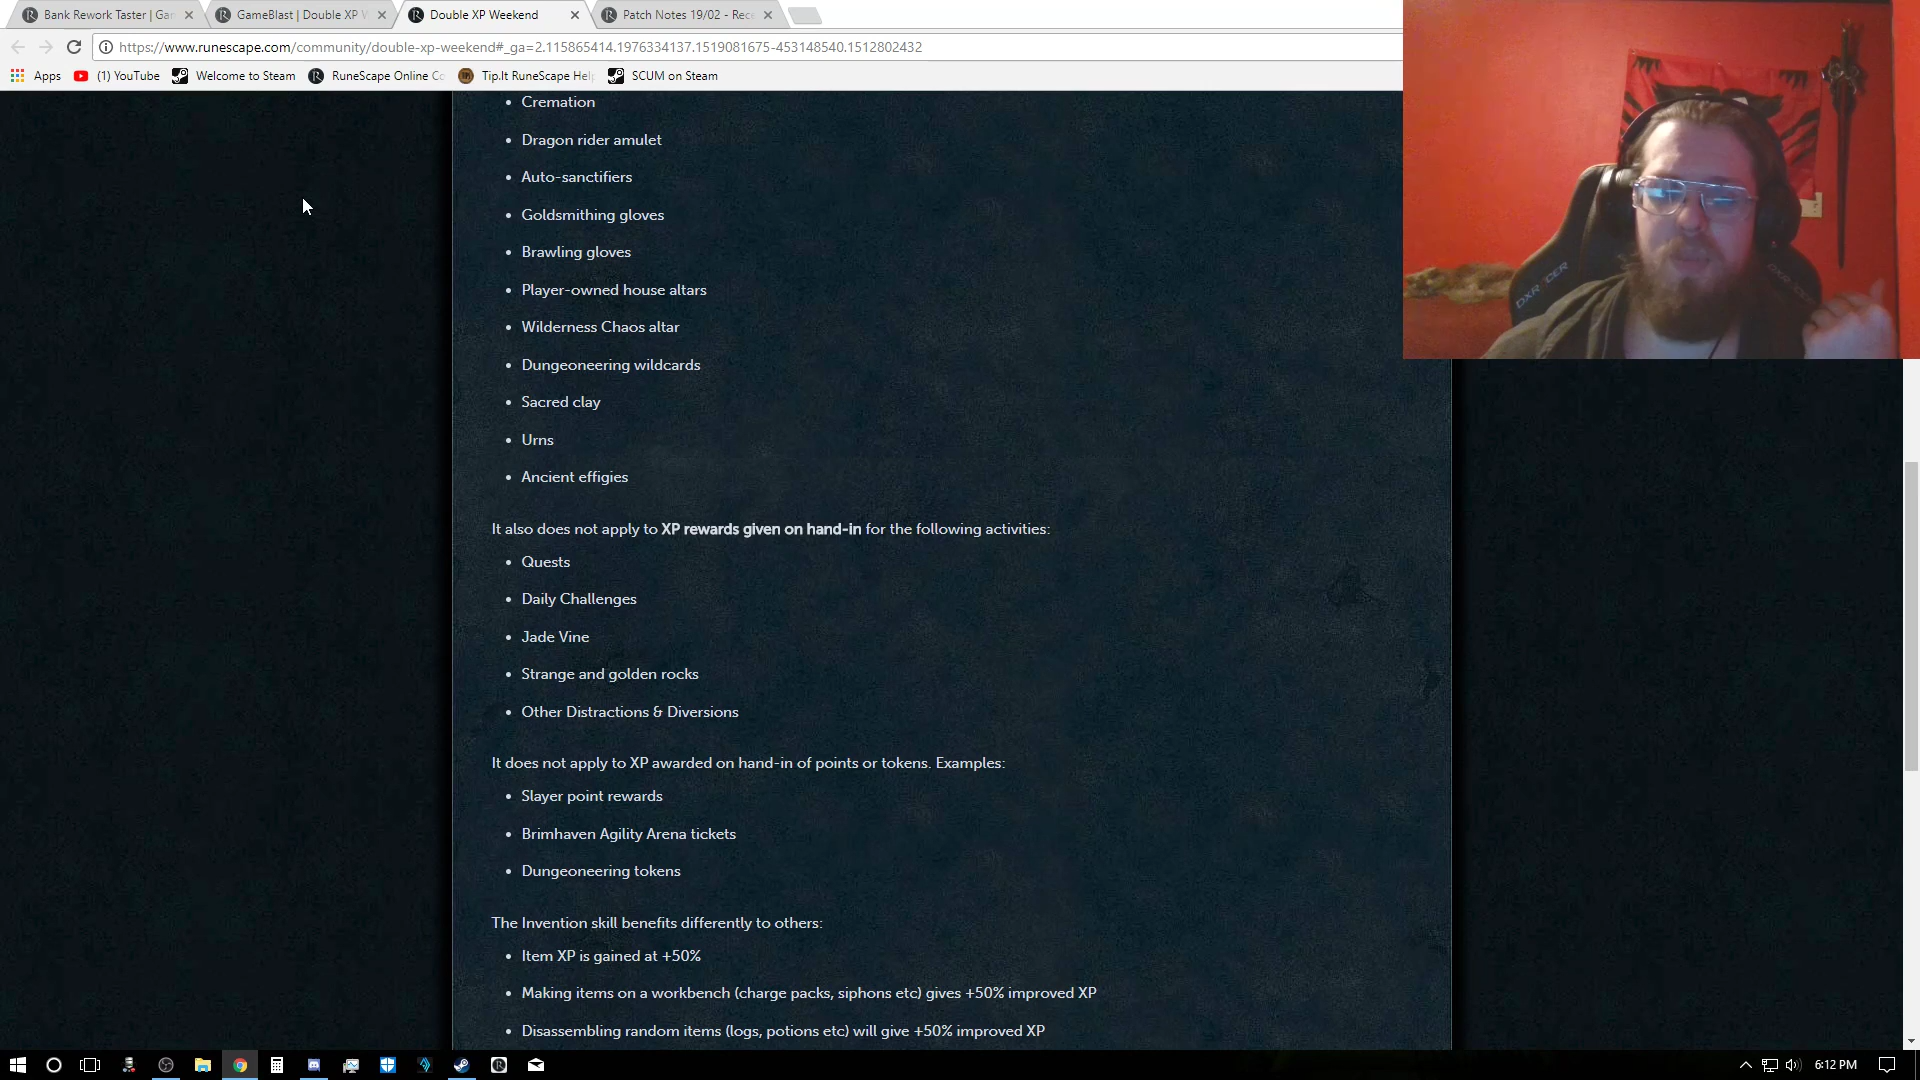 Bank Rework Taster | Gan
GameBlast | Double XP W
Double XP Weekend
Patch Notes 19/02 - Rece
https://www.runescape.com/community/double-xp-weekend#_ga=2.115865414.1976334137.1519081675-453148540.1512802432
Apps
(1) YouTube
Welcome to Steam
RuneScape Online Co
Tip.It RuneScape Help
SCUM on Steam
• Cremation
• Dragon rider amulet
• Auto-sanctifiers
• Goldsmithing gloves
• Brawling gloves
• Player-owned house altars
• Wilderness Chaos altar
• Dungeoneering wildcards
• Sacred clay
• Urns
• Ancient effigies
It also does not apply to XP rewards given on hand-in for the following activities:
• Quests
• Daily Challenges
• Jade Vine
• Strange and golden rocks
• Other Distractions & Diversions
It does not apply to XP awarded on hand-in of points or tokens. Examples:
• Slayer point rewards
• Brimhaven Agility Arena tickets
• Dungeoneering tokens
The Invention skill benefits differently to others:
• Item XP is gained at +50%
• Making items on a workbench (charge packs, siphons etc) gives +50% improved XP
• Disassembling random items (logs, potions etc) will give +50% improved XP
DXRACER
6:12 PM